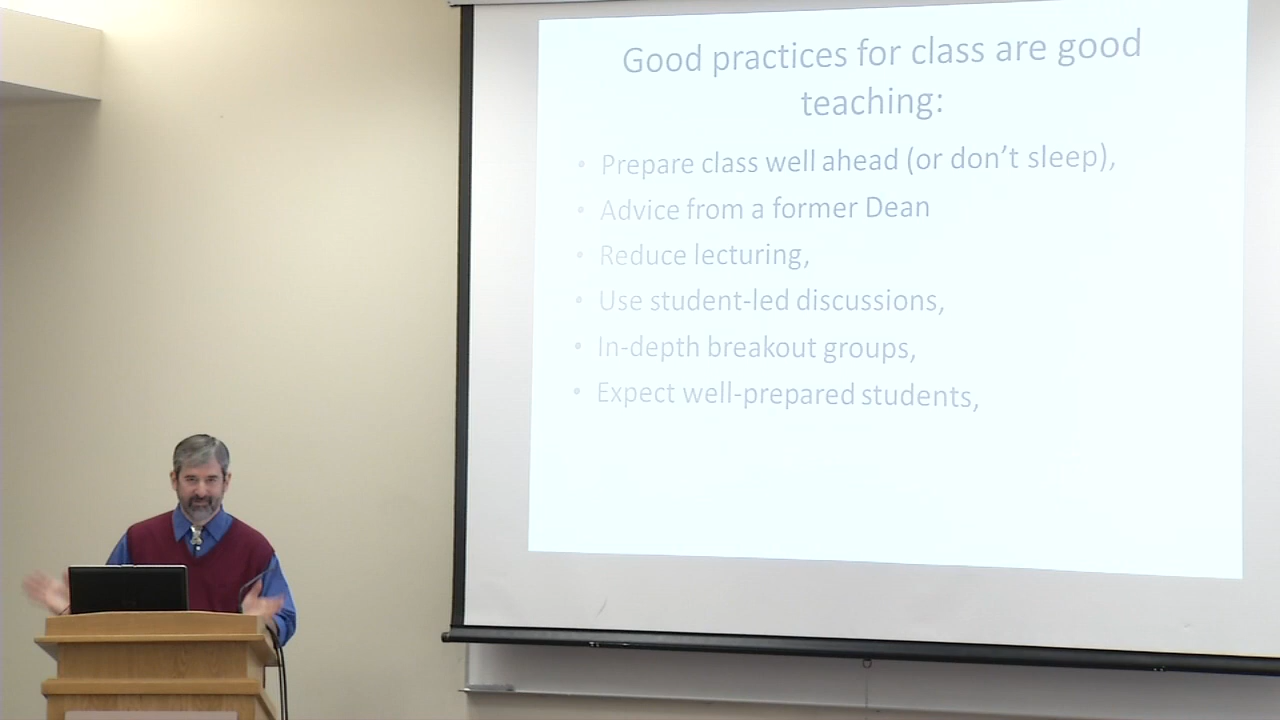 Good practices for class are good
teaching:
• Prepare class well ahead (or don't sleep),
• Advice from a former Dean
• Reduce lecturing,
• Use student-led discussions,
• In-depth breakout groups,
• Expect well-prepared students,